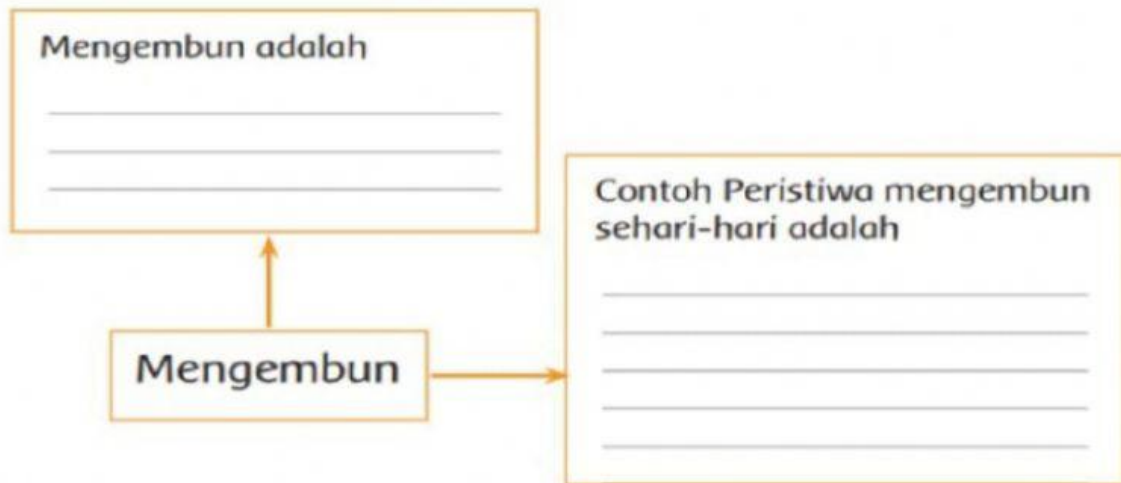 Mengembun adalah
Contoh Peristiwa mengembun
sehari-hari adalah
Mengembun